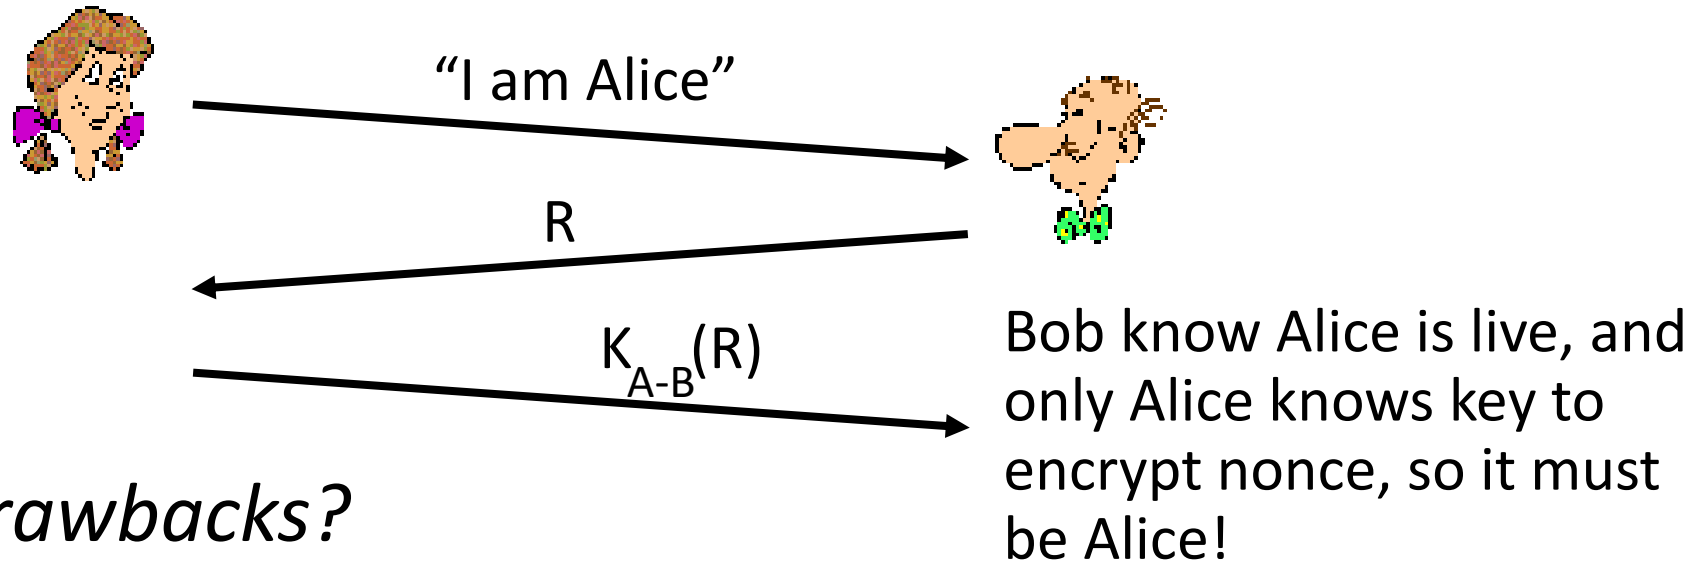 “I am Alice”
R
K_A-B(R)
Bob know Alice is live, and
only Alice knows key to
encrypt nonce, so it must
be Alice!
rawbacks?